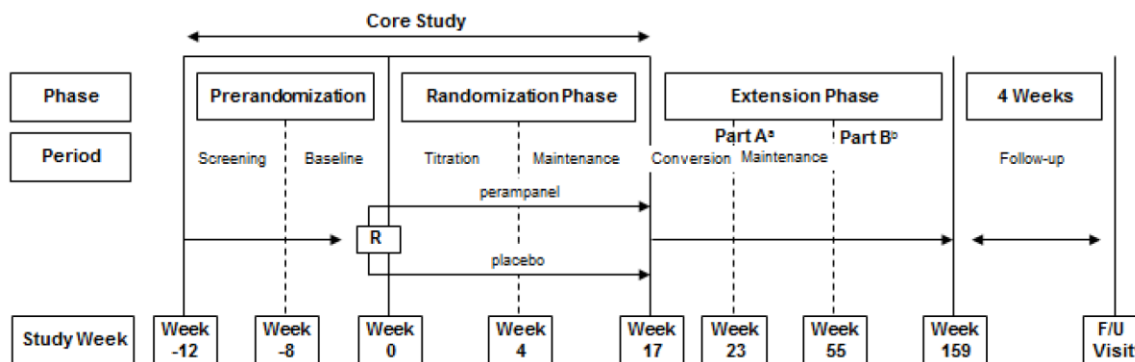 Core Study
Phase
Prerandomization
Randomization Phase
Extension Phase
4 Weeks
Period
Part Aᵃ
Part Bᵇ
Screening
Baseline
Titration
Maintenance
Conversion
Maintenance
Follow-up
perampanel
R
placebo
Study Week
Week
-12
Week
-8
Week
0
Week
4
Week
17
Week
23
Week
55
Week
159
F/U
Visit